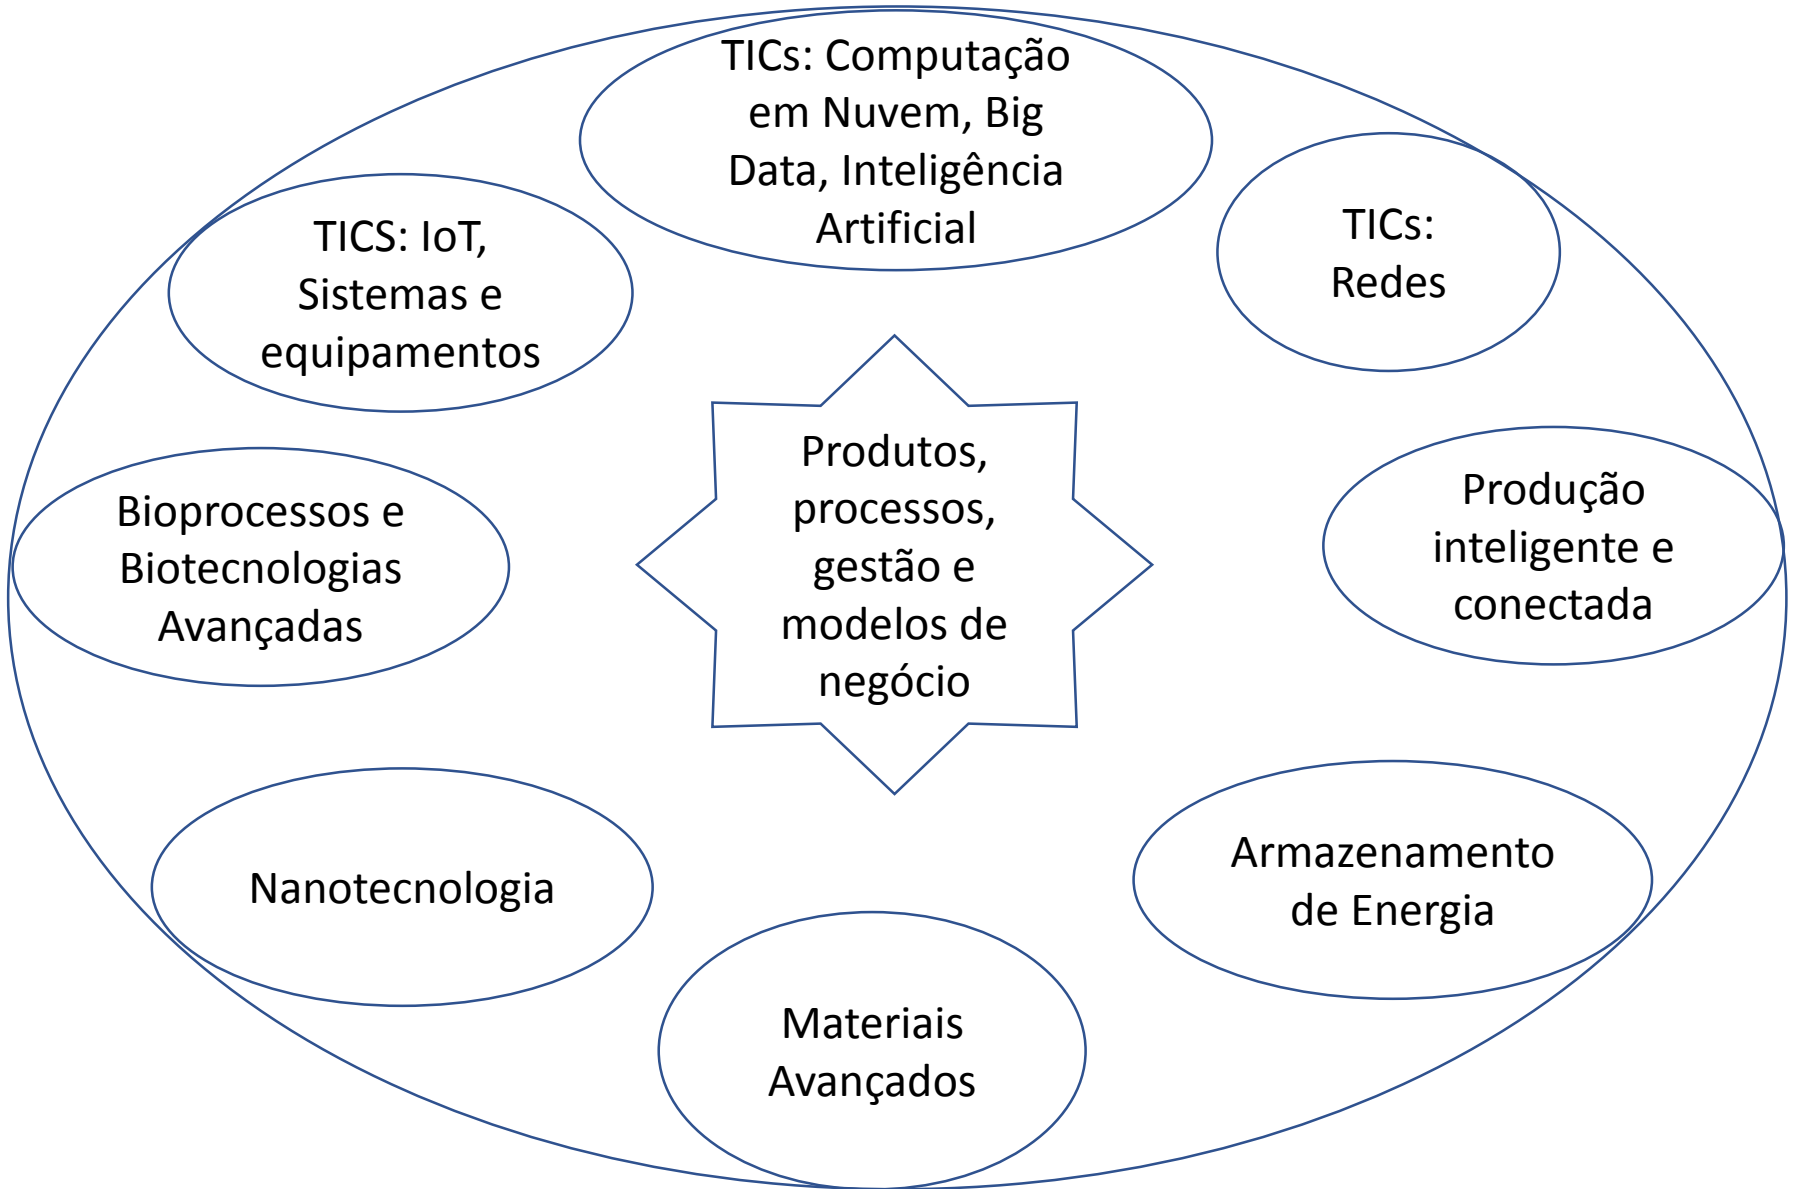 TICs: Computação
em Nuvem, Big
Data, Inteligência
Artificial
TICs:
Redes
TICS: IoT,
Sistemas e
equipamentos
Produtos,
processos,
gestão e
modelos de
negócio
Produção
inteligente e
conectada
Bioprocessos e
Biotecnologias
Avançadas
Armazenamento
de Energia
Nanotecnologia
Materiais
Avançados